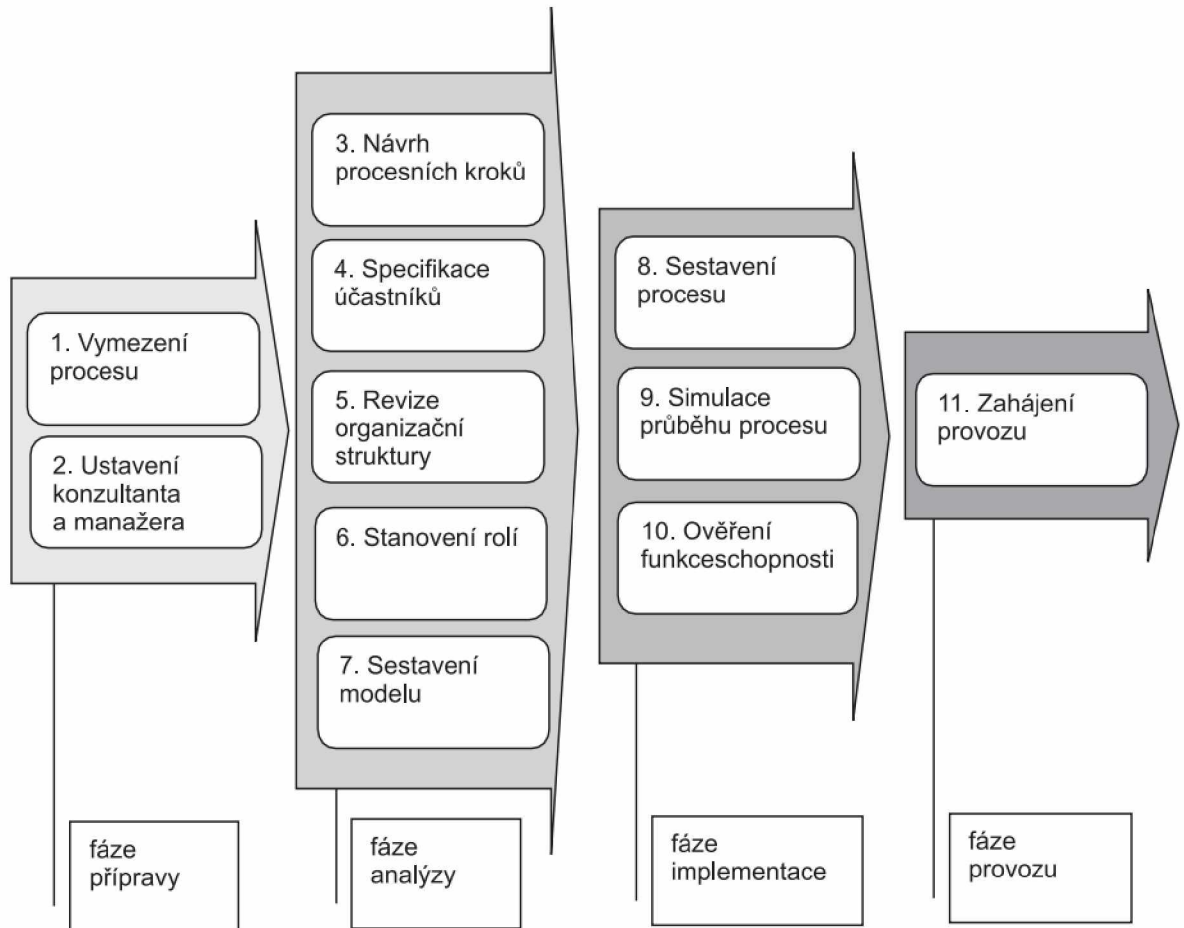 1. Vymezení
procesu
2. Ustavení
konzultanta
a manažera
fáze
přípravy
3. Návrh
procesních kroků
4. Specifikace
účastníků
5. Revize
organizační
struktury
6. Stanovení rolí
7. Sestavení
modelu
fáze
analýzy
8. Sestavení
procesu
9. Simulace
průběhu procesu
10. Ověření
funkceschopnosti
fáze
implementace
11. Zahájení
provozu
fáze
provozu